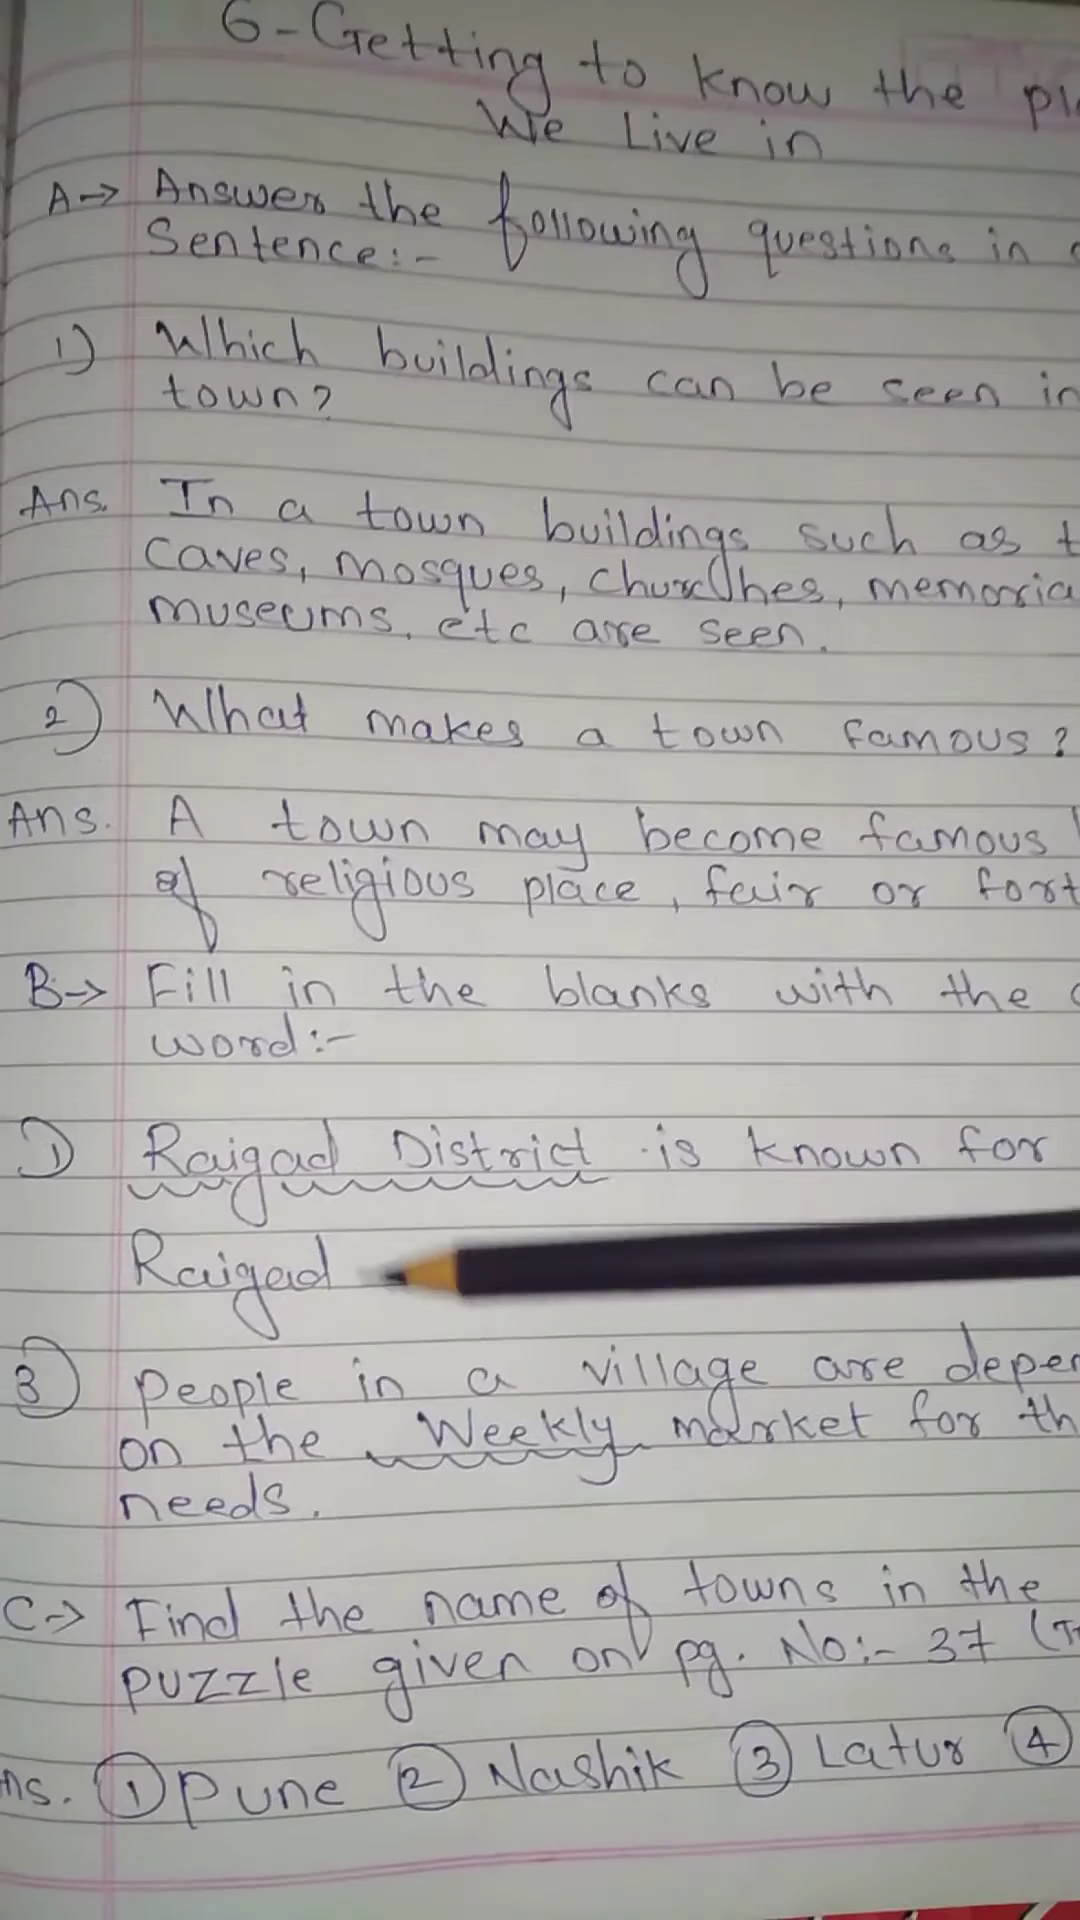 6-Getting to know the
We Live in
A→ Answer the following questions in
Sentence:-
1) Which buildings can be seen in
town?
Ans. In a town buildings such as
caves, mosques, churches,
museums, etc are seen.
2) What makes a town famous?
Ans. A town may become famous
of religious place, fair or fort
B→ Fill in the blanks with the
word:-
1) Raigad District is known for
Raigad
3) People in a village are
on the Weekly market for
needs.
C→ Find the name of towns in the
puzzle given on pg. No:- 37
① Pune ② Nashik ③ Latur ④